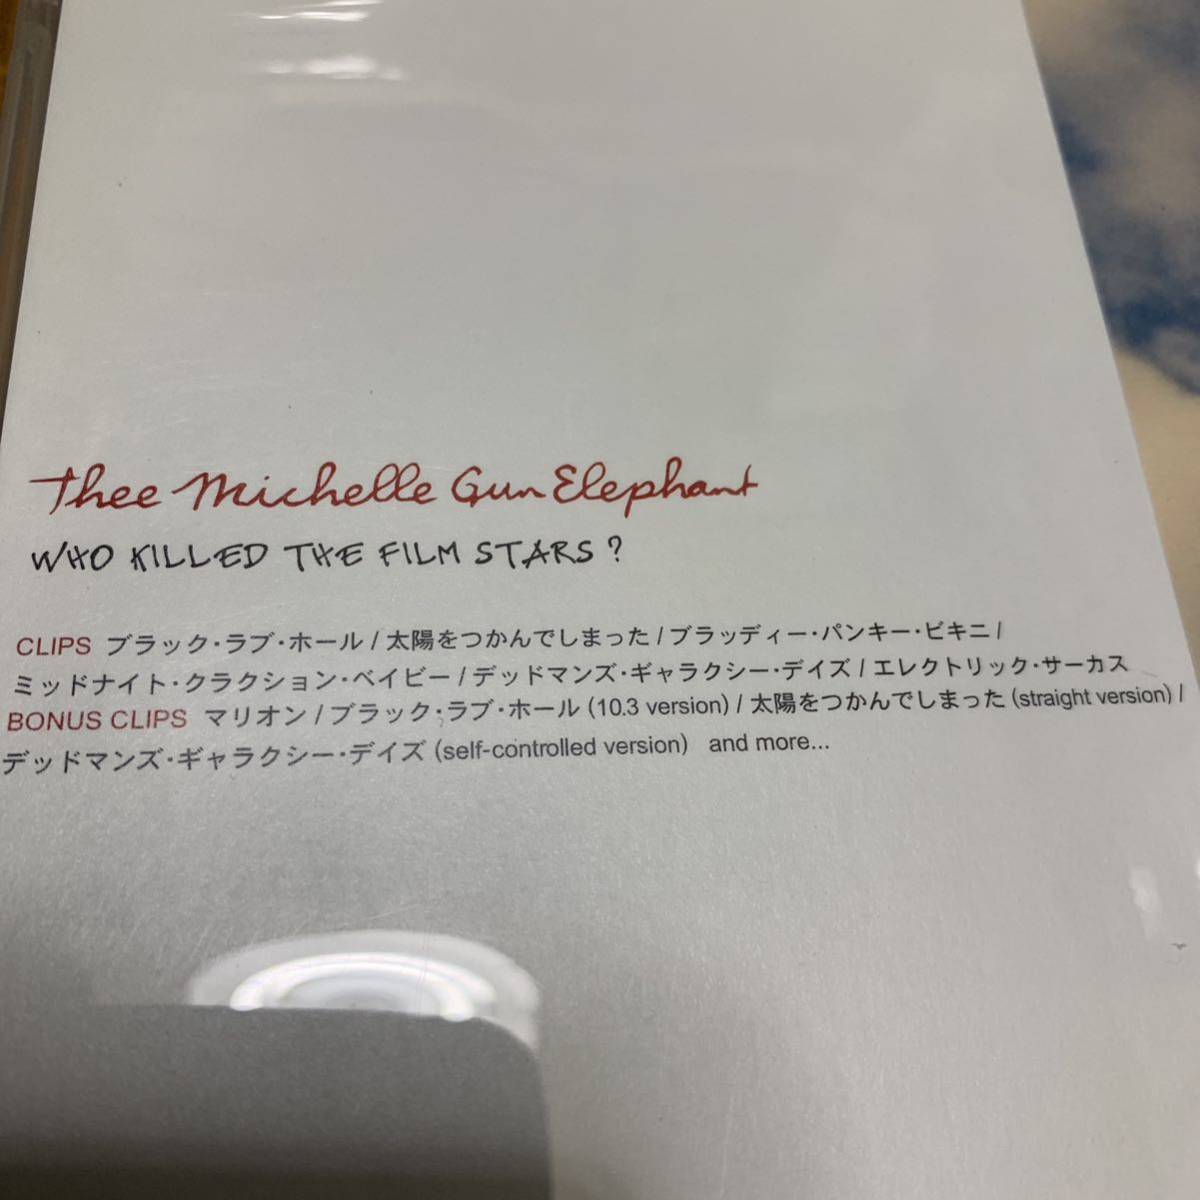 Thee Michelle Gun Elephant
WHO KILLED THE FILM STARS?
CLIPS ブラック・ラブ・ホール / 太陽をつかんでしまった / ブラッディー・パンキー・ビキニ /
ミッドナイト・クラクション・ベイビー / デッドマンズ・ギャラクシー・デイズ / エレクトリック・サーカス
BONUS CLIPS マリオン / ブラック・ラブ・ホール (10.3 version) / 太陽をつかんでしまった (straight version) /
デッドマンズ・ギャラクシー・デイズ (self-controlled version) and more...